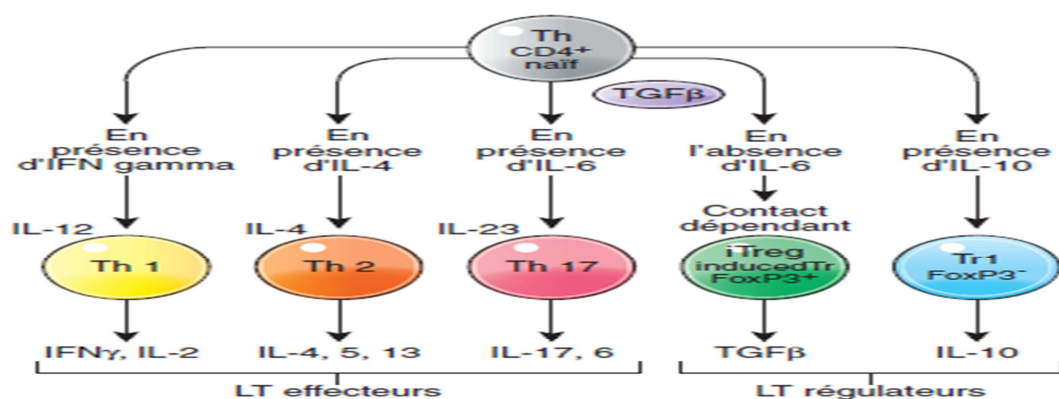 Th
CD4+
naïf
TGFβ
En
présence
d'IFN gamma
En
présence
d'IL-4
En
présence
d'IL-6
En
l'absence
d'IL-6
En
présence
d'IL-10
Contact
dépendant
IL-12
Th 1
IL-4
Th 2
IL-23
Th 17
iTreg
inducedTr
FoxP3+
Tr1
FoxP3-
IFNγ, IL-2
IL-4, 5, 13
IL-17, 6
TGFβ
IL-10
LT effecteurs
LT régulateurs